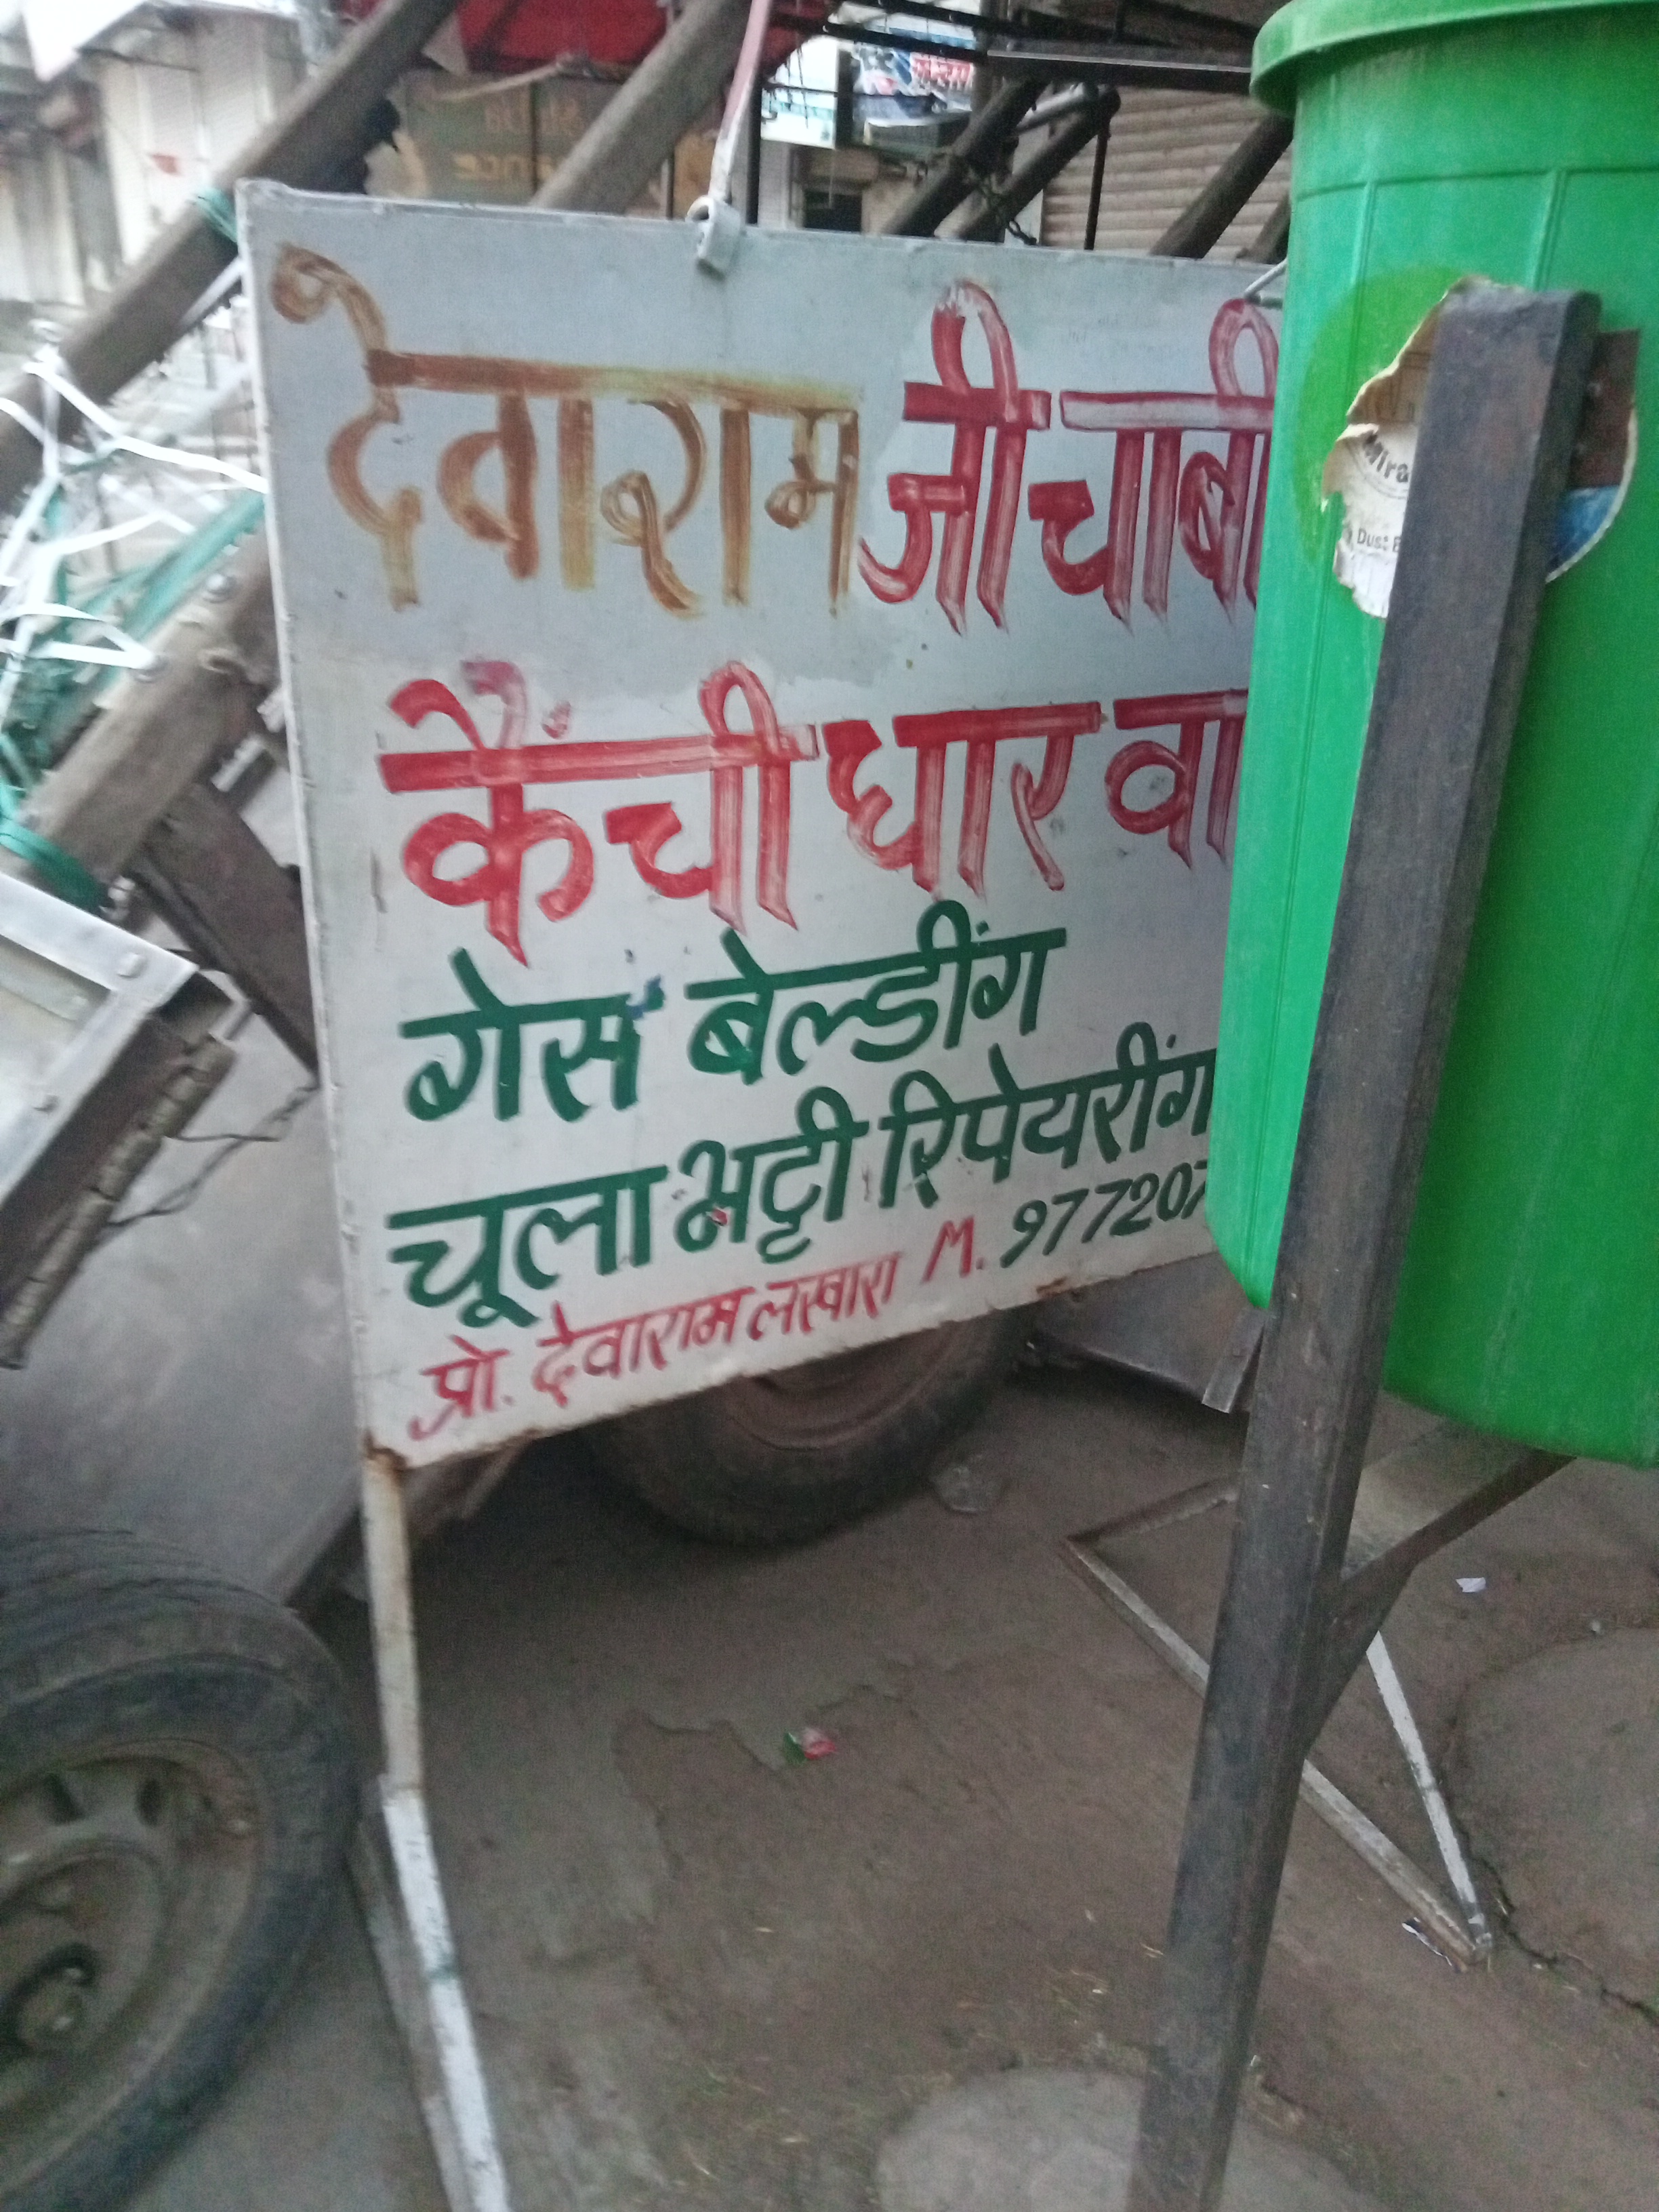 देवाराम जी चाबी
कैंची धार वा
गेस बेल्डींग
चूला भट्टी रिपेयरींग
प्रो. देवाराम लखारा M. 977207
Mira
Dust B